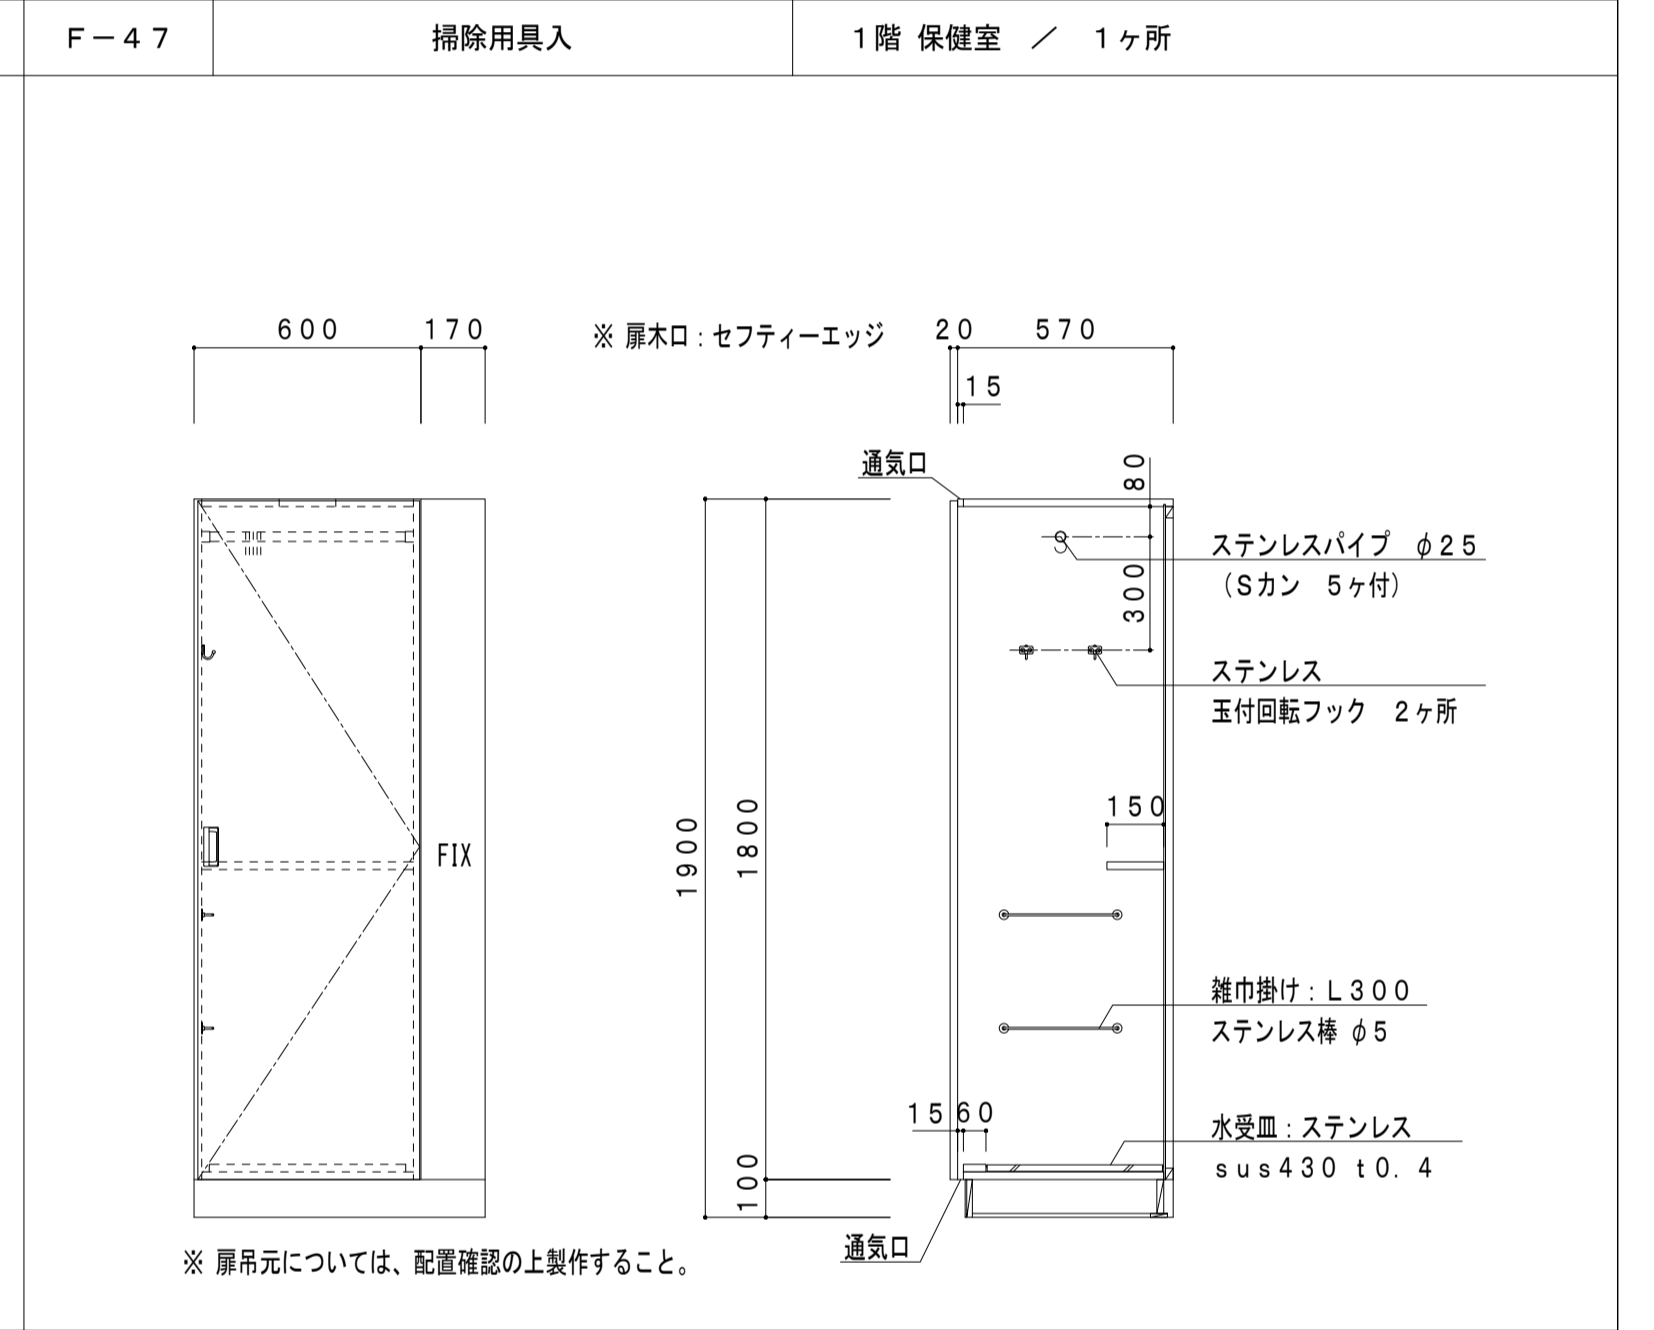 F－47
掃除用具入
1階 保健室 ／ 1ヶ所
600
170
※ 扉木口：セフティーエッジ
20
570
15
通気口
80
ステンレスパイプ φ25
（Sカン 5ヶ付）
300
ステンレス
玉付回転フック 2ヶ所
150
1900
1800
FIX
雑巾掛け：L300
ステンレス棒 φ5
15
60
水受皿：ステンレス
sus430 t0.4
100
通気口
※ 扉吊元については、配置確認の上製作すること。